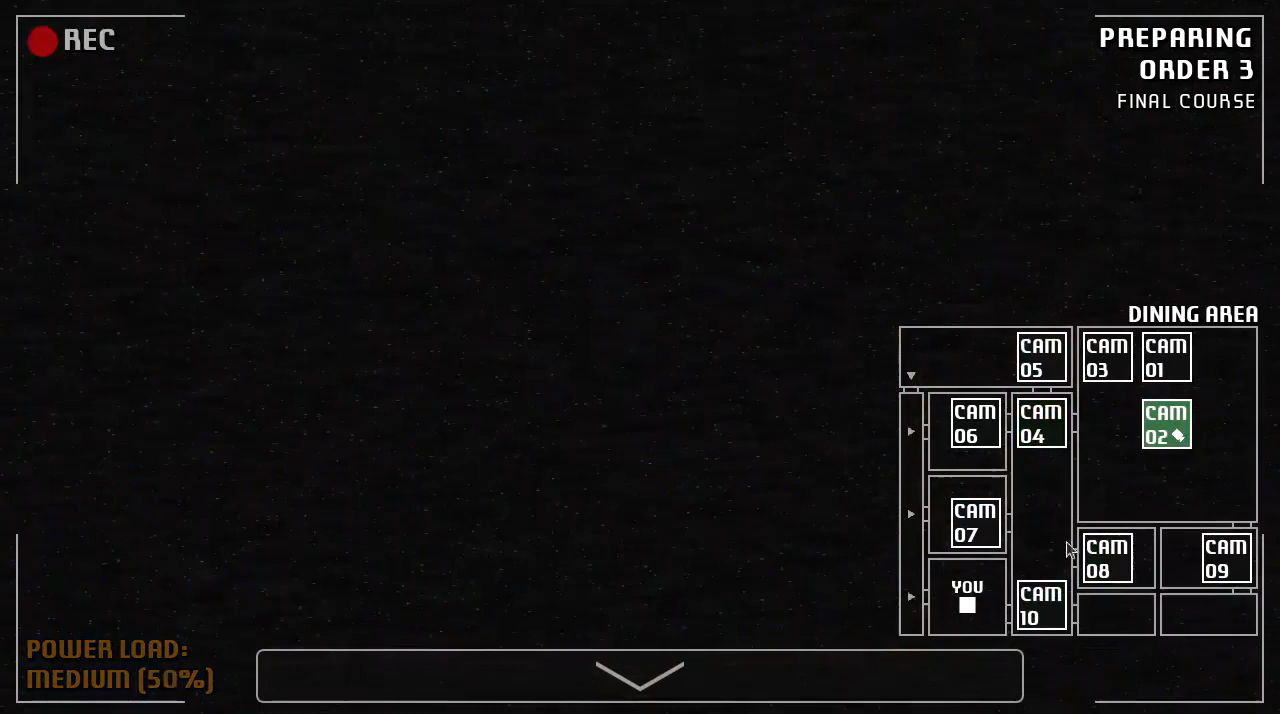 REC
PREPARING
ORDER 3
FINAL COURSE
DINING AREA
CAM
05
CAM
03
CAM
01
CAM
06
CAM
04
CAM
02
CAM
07
CAM
08
CAM
09
YOU
CAM
10
POWER LOAD:
MEDIUM (50%)